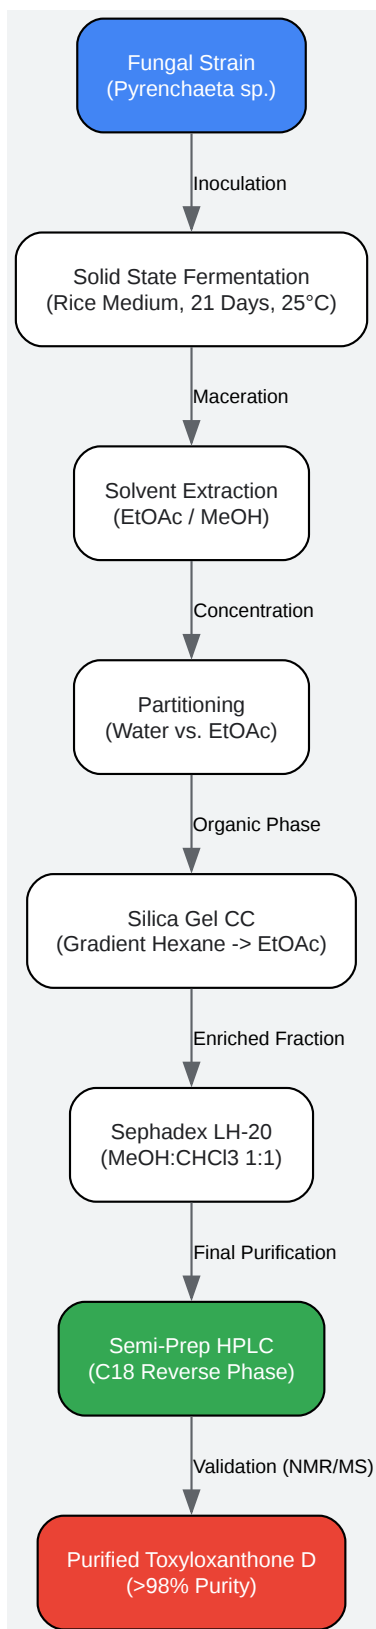 Fungal Strain
(Pyrenchaeta sp.)
Inoculation
Solid State Fermentation
(Rice Medium, 21 Days, 25°C)
Maceration
Solvent Extraction
(EtOAc / MeOH)
Concentration
Partitioning
(Water vs. EtOAc)
Organic Phase
Silica Gel CC
(Gradient Hexane -> EtOAc)
Enriched Fraction
Sephadex LH-20
(MeOH:CHCl3 1:1)
Final Purification
Semi-Prep HPLC
(C18 Reverse Phase)
Validation (NMR/MS)
Purified Toxyloxanthone D
(>98% Purity)